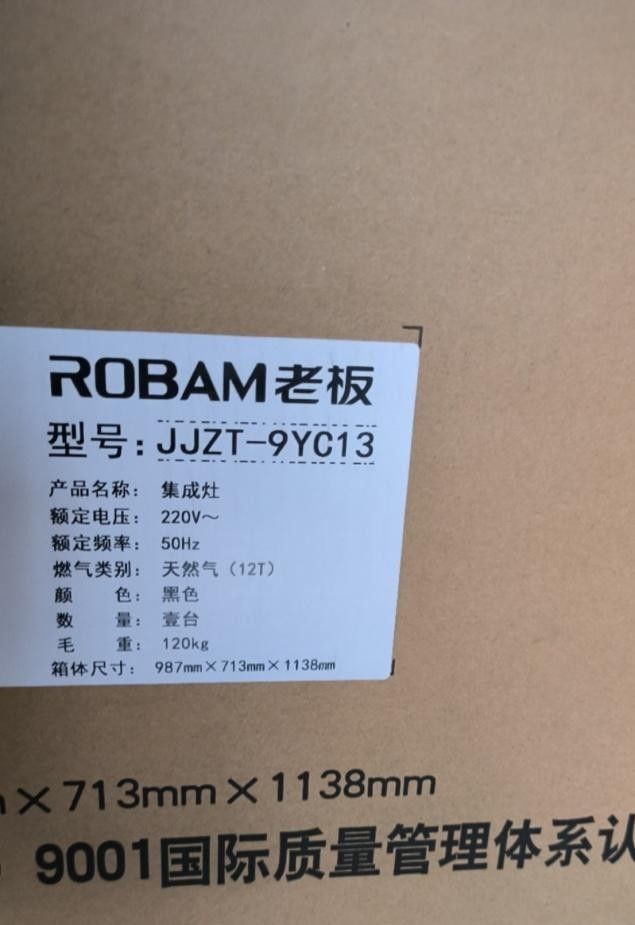 ROBAM老板
型号: JJZT-9YC13
产品名称: 集成灶
额定电压: 220V～
额定频率: 50Hz
燃气类别: 天然气（12T）
颜 色: 黑色
数 量: 壹台
毛 重: 120kg
箱体尺寸: 987mm×713mm×1138mm
×713mm×1138mm
9001国际质量管理体系认